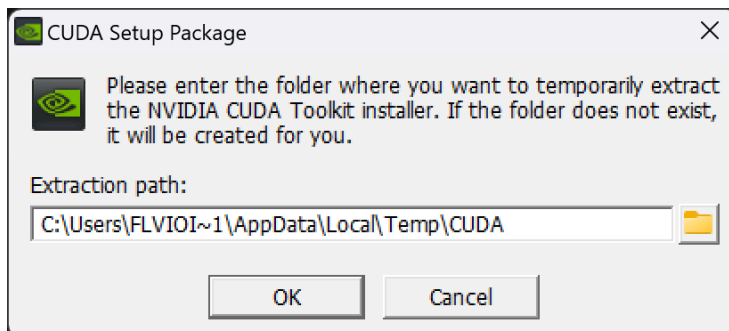 CUDA Setup Package
Please enter the folder where you want to temporarily extract
the NVIDIA CUDA Toolkit installer. If the folder does not exist,
it will be created for you.
Extraction path:
C:\Users\FLVIOI~1\AppData\Local\Temp\CUDA
OK
Cancel